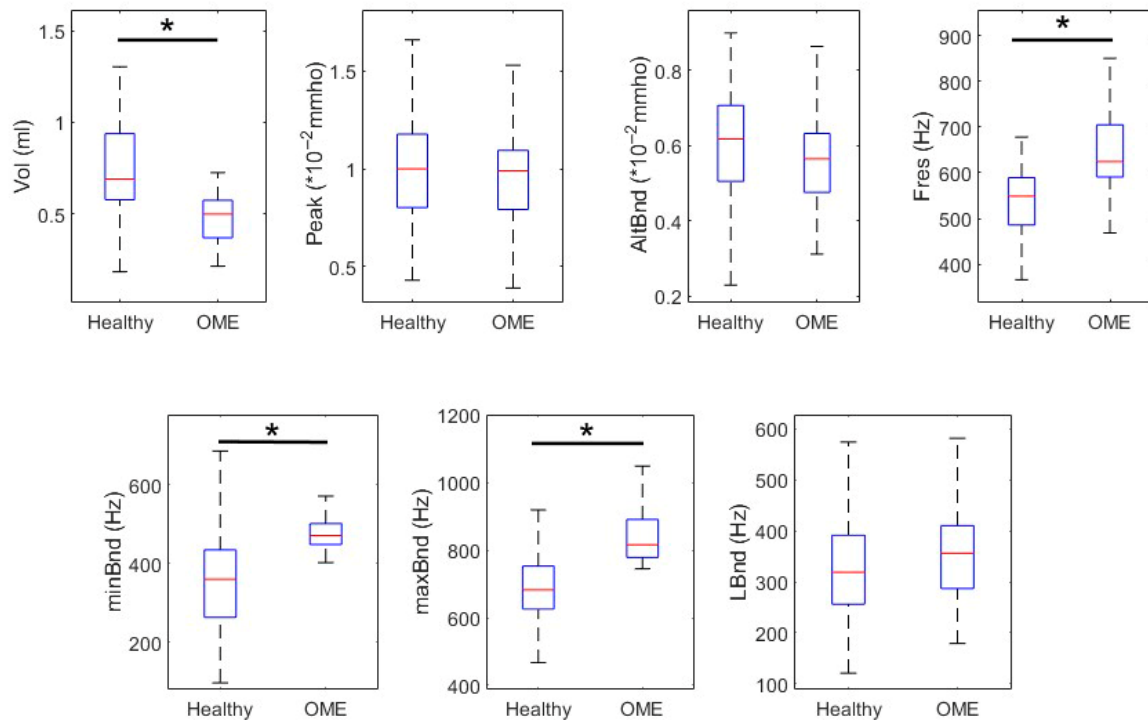 Vol (ml)
1.5
1
0.5
*
Healthy
OME
Peak (*10⁻² mmho)
1.5
1
0.5
Healthy
OME
AltBnd (*10⁻² mmho)
0.8
0.6
0.4
0.2
Healthy
OME
Fres (Hz)
900
800
700
600
500
400
*
Healthy
OME
minBnd (Hz)
600
400
200
*
Healthy
OME
maxBnd (Hz)
1200
1000
800
600
400
*
Healthy
OME
LBnd (Hz)
600
500
400
300
200
100
Healthy
OME